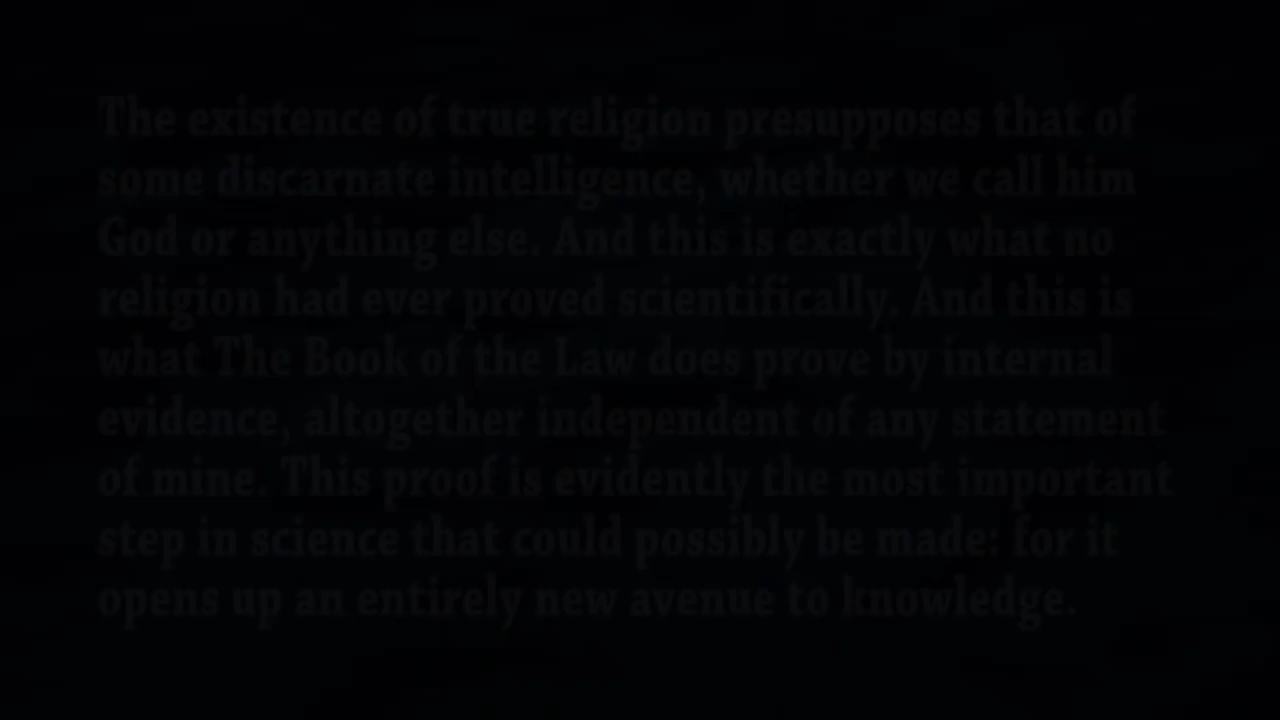 The existence of true religion presupposes that of
some discarnate intelligence, whether we call him
God or anything else. And this is exactly what no
religion had ever proved scientifically. And this is
what The Book of the Law does prove by internal
evidence, altogether independent of any statement
of mine. This proof is evidently the most important
step in science that could possibly be made: for it
opens up an entirely new avenue to knowledge.